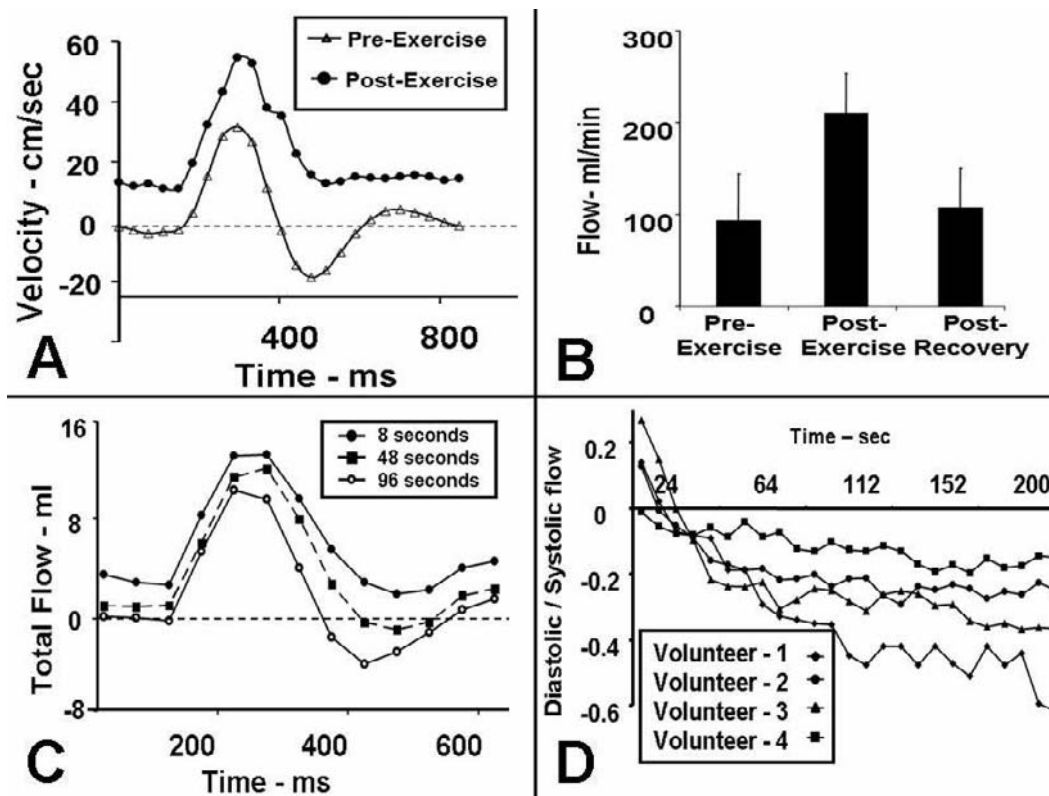 60
40
20
0
-20
Velocity - cm/sec
Pre-Exercise
Post-Exercise
400
800
Time - ms
A
300
200
100
0
Flow- ml/min
Pre-
Exercise
Post-
Exercise
Post-
Recovery
B
16
8
0
-8
Total Flow - ml
8 seconds
48 seconds
96 seconds
200
400
600
Time - ms
C
0.2
0
-0.2
-0.4
-0.6
Diastolic / Systolic flow
Time – sec
24
64
112
152
200
Volunteer - 1
Volunteer - 2
Volunteer - 3
Volunteer - 4
D